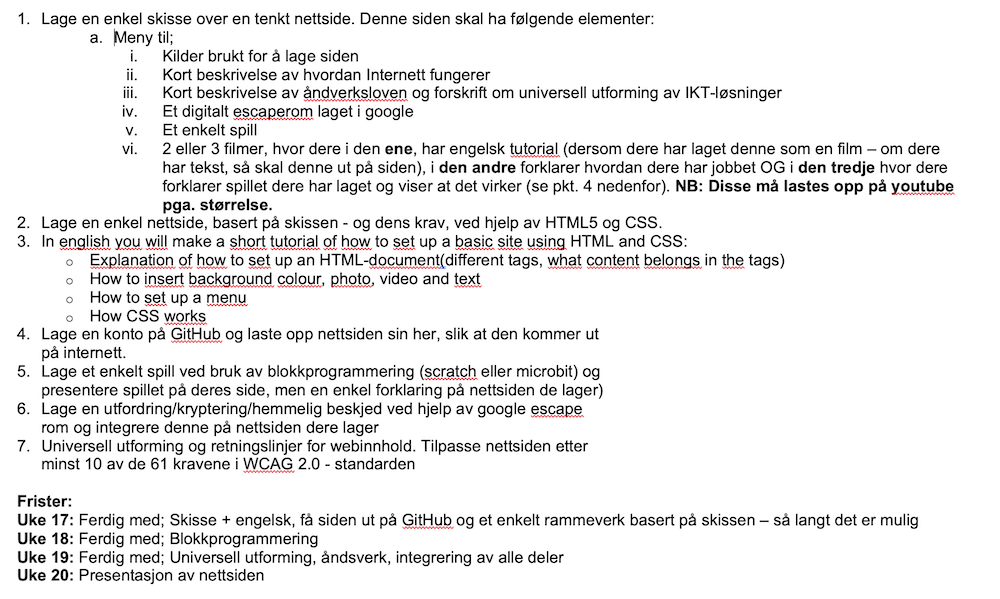 1. Lage en enkel skisse over en tenkt nettside. Denne siden skal ha følgende elementer:
a. Meny til;
i. Kilder brukt for å lage siden
ii. Kort beskrivelse av hvordan Internett fungerer
iii. Kort beskrivelse av åndverksloven og forskrift om universell utforming av IKT-løsninger
iv. Et digitalt escaperom laget i google
v. Et enkelt spill
vi. 2 eller 3 filmer, hvor dere i den ene, har engelsk tutorial (dersom dere har laget denne som en film – om dere
har tekst, så skal denne ut på siden), i den andre forklarer hvordan dere har jobbet OG i den tredje hvor dere
forklarer spillet dere har laget og viser at det virker (se pkt. 4 nedenfor). NB: Disse må lastes opp på youtube
pga. størrelse.
2. Lage en enkel nettside, basert på skissen - og dens krav, ved hjelp av HTML5 og CSS.
3. In english you will make a short tutorial of how to set up a basic site using HTML and CSS:
○ Explanation of how to set up an HTML-document(different tags, what content belongs in the tags)
○ How to insert background colour, photo, video and text
○ How to set up a menu
○ How CSS works
4. Lage en konto på GitHub og laste opp nettsiden sin her, slik at den kommer ut
på internett.
5. Lage et enkelt spill ved bruk av blokkprogrammering (scratch eller microbit) og
presentere spillet på deres side, men en enkel forklaring på nettsiden de lager)
6. Lage en utfordring/kryptering/hemmelig beskjed ved hjelp av google escape
rom og integrere denne på nettsiden dere lager
7. Universell utforming og retningslinjer for webinnhold. Tilpasse nettsiden etter
minst 10 av de 61 kravene i WCAG 2.0 - standarden
Frister:
Uke 17: Ferdig med; Skisse + engelsk, få siden ut på GitHub og et enkelt rammeverk basert på skissen – så langt det er mulig
Uke 18: Ferdig med; Blokkprogrammering
Uke 19: Ferdig med; Universell utforming, åndsverk, integrering av alle deler
Uke 20: Presentasjon av nettsiden